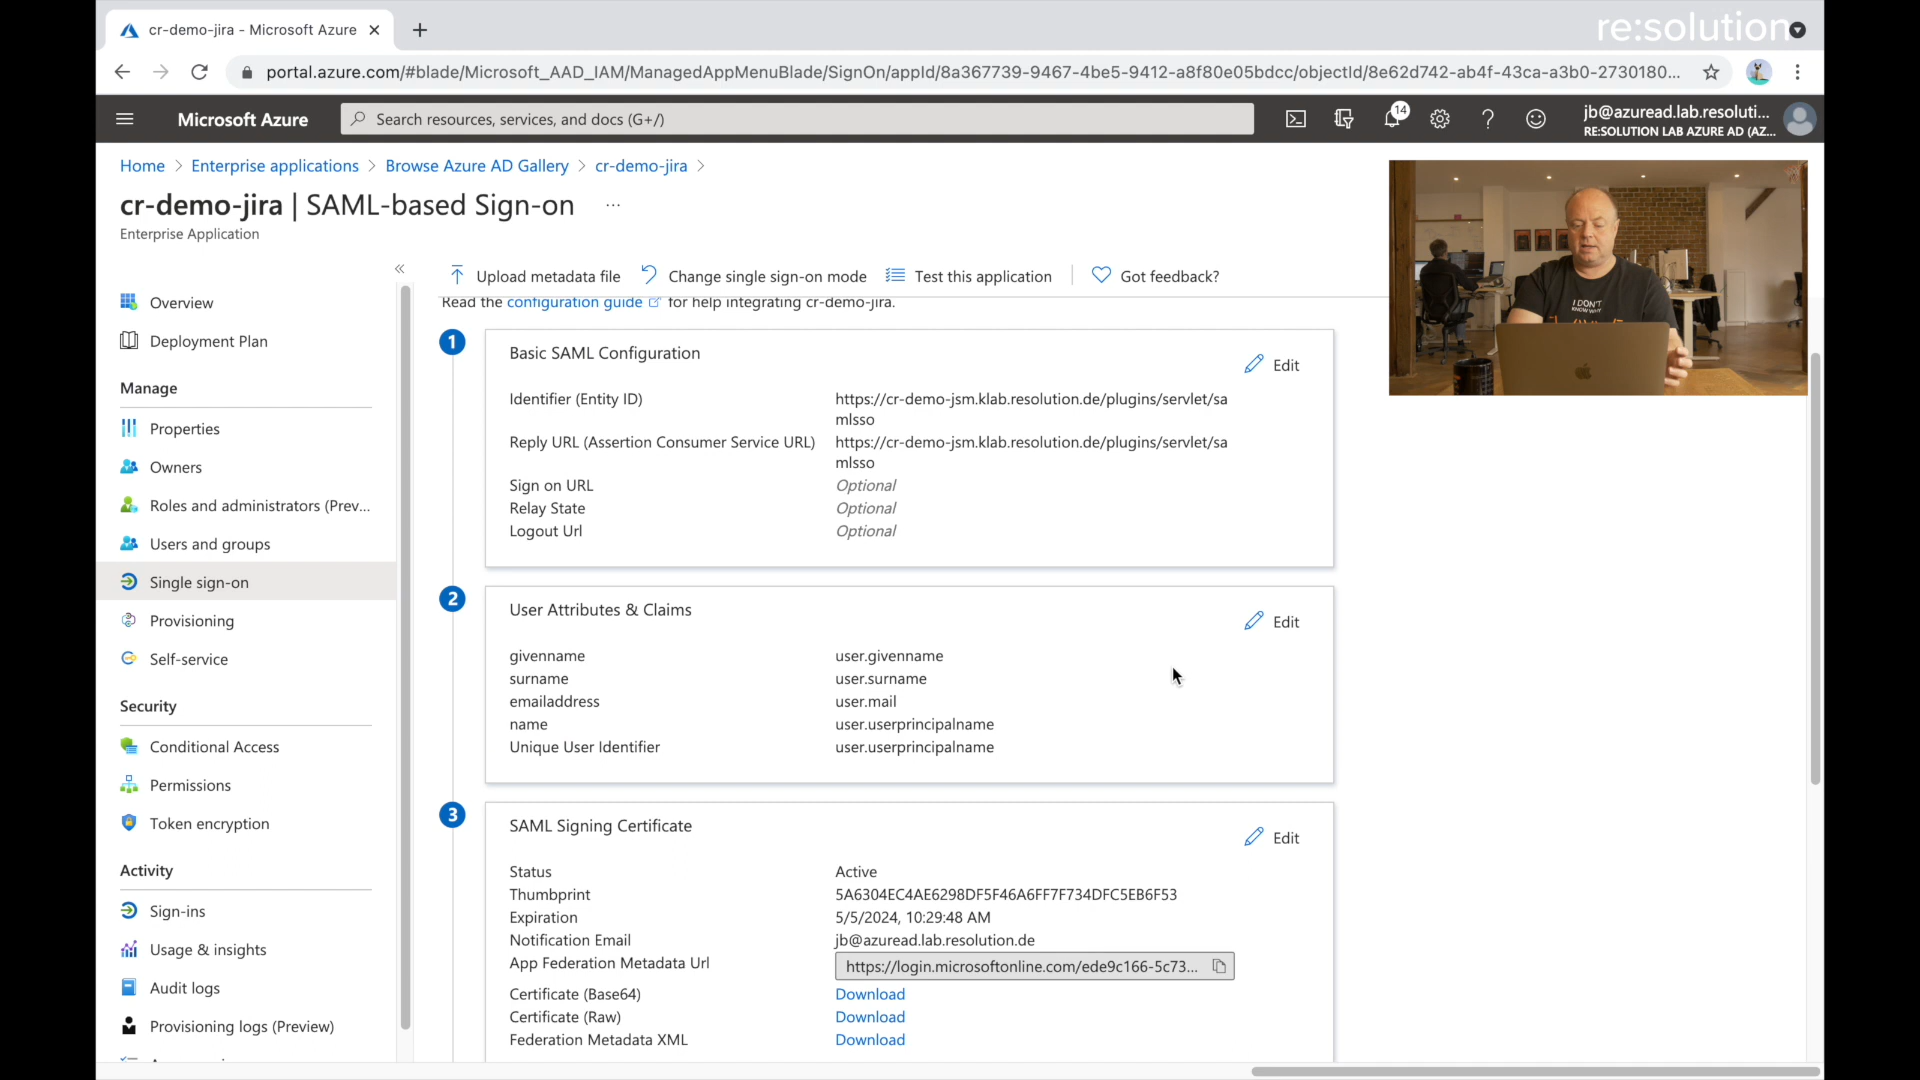 cr-demo-jira - Microsoft Azure
re:solution
portal.azure.com/#blade/Microsoft_AAD_IAM/ManagedAppMenuBlade/SignOn/appId/8a367739-9467-4be5-9412-a8f80e05bdcc/objectId/8e62d742-ab4f-43ca-a3b0-2730180...
Microsoft Azure
Search resources, services, and docs (G+/)
14
jb@azuread.lab.resoluti...
RE:SOLUTION LAB AZURE AD (AZ...
Home > Enterprise applications > Browse Azure AD Gallery > cr-demo-jira >
cr-demo-jira | SAML-based Sign-on ...
Enterprise Application
«
Overview
Deployment Plan
Manage
Properties
Owners
Roles and administrators (Prev...
Users and groups
Single sign-on
Provisioning
Self-service
Security
Conditional Access
Permissions
Token encryption
Activity
Sign-ins
Usage & insights
Audit logs
Provisioning logs (Preview)
Upload metadata file Change single sign-on mode Test this application Got feedback?
Read the configuration guide for help integrating cr-demo-jira.
1
Basic SAML Configuration
Edit
Identifier (Entity ID) https://cr-demo-jsm.klab.resolution.de/plugins/servlet/sa
mlsso
Reply URL (Assertion Consumer Service URL) https://cr-demo-jsm.klab.resolution.de/plugins/servlet/sa
mlsso
Sign on URL Optional
Relay State Optional
Logout Url Optional
2
User Attributes & Claims
Edit
givenname user.givenname
surname user.surname
emailaddress user.mail
name user.userprincipalname
Unique User Identifier user.userprincipalname
3
SAML Signing Certificate
Edit
Status Active
Thumbprint 5A6304EC4AE6298DF5F46A6FF7F734DFC5EB6F53
Expiration 5/5/2024, 10:29:48 AM
Notification Email jb@azuread.lab.resolution.de
App Federation Metadata Url https://login.microsoftonline.com/ede9c166-5c73...
Certificate (Base64) Download
Certificate (Raw) Download
Federation Metadata XML Download
I DON'T
KNOW WHY